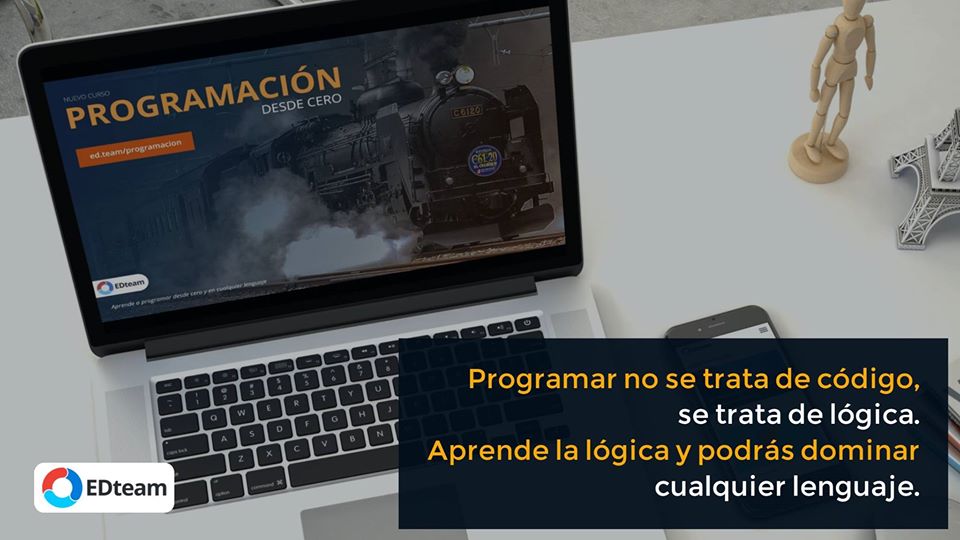 NUEVO CURSO
PROGRAMACIÓN
DESDE CERO
ed.team/programacion
C6120
C61-20
EDteam
Aprende a programar desde cero y en cualquier lenguaje
Programar no se trata de código,
se trata de lógica.
Aprende la lógica y podrás dominar
cualquier lenguaje.
EDteam